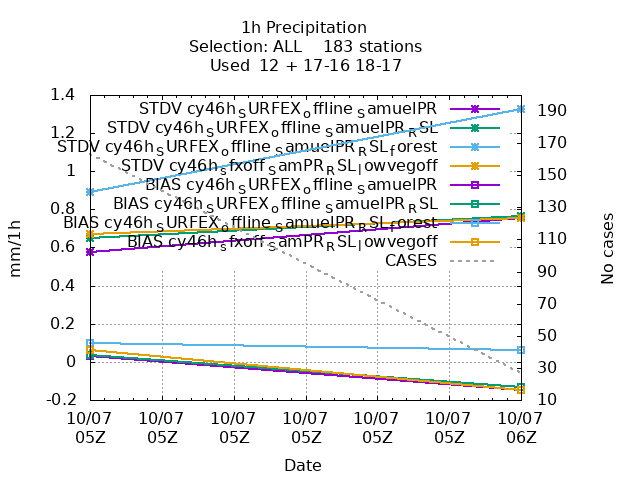 1h Precipitation
Selection: ALL 183 stations
Used 12 + 17-16 18-17
1.4
1.2
1
0.8
0.6
0.4
0.2
0
-0.2
mm/1h
190
170
150
130
110
90
70
50
30
10
No cases
STDV cy46h_SURFEX_offline_SamuelPR
STDV cy46h_SURFEX_offline_SamuelPR_RSL
STDV cy46h_SURFEX_offline_SamuelPR_RSL_forest
STDV cy46h_sfxoff_SamPR_RSL_lowvegoff
BIAS cy46h_SURFEX_offline_SamuelPR
BIAS cy46h_SURFEX_offline_SamuelPR_RSL
BIAS cy46h_SURFEX_offline_SamuelPR_RSL_forest
BIAS cy46h_sfxoff_SamPR_RSL_lowvegoff
CASES
10/07 10/07 10/07 10/07 10/07 10/07 10/07
05Z 05Z 05Z 05Z 05Z 05Z 06Z
Date